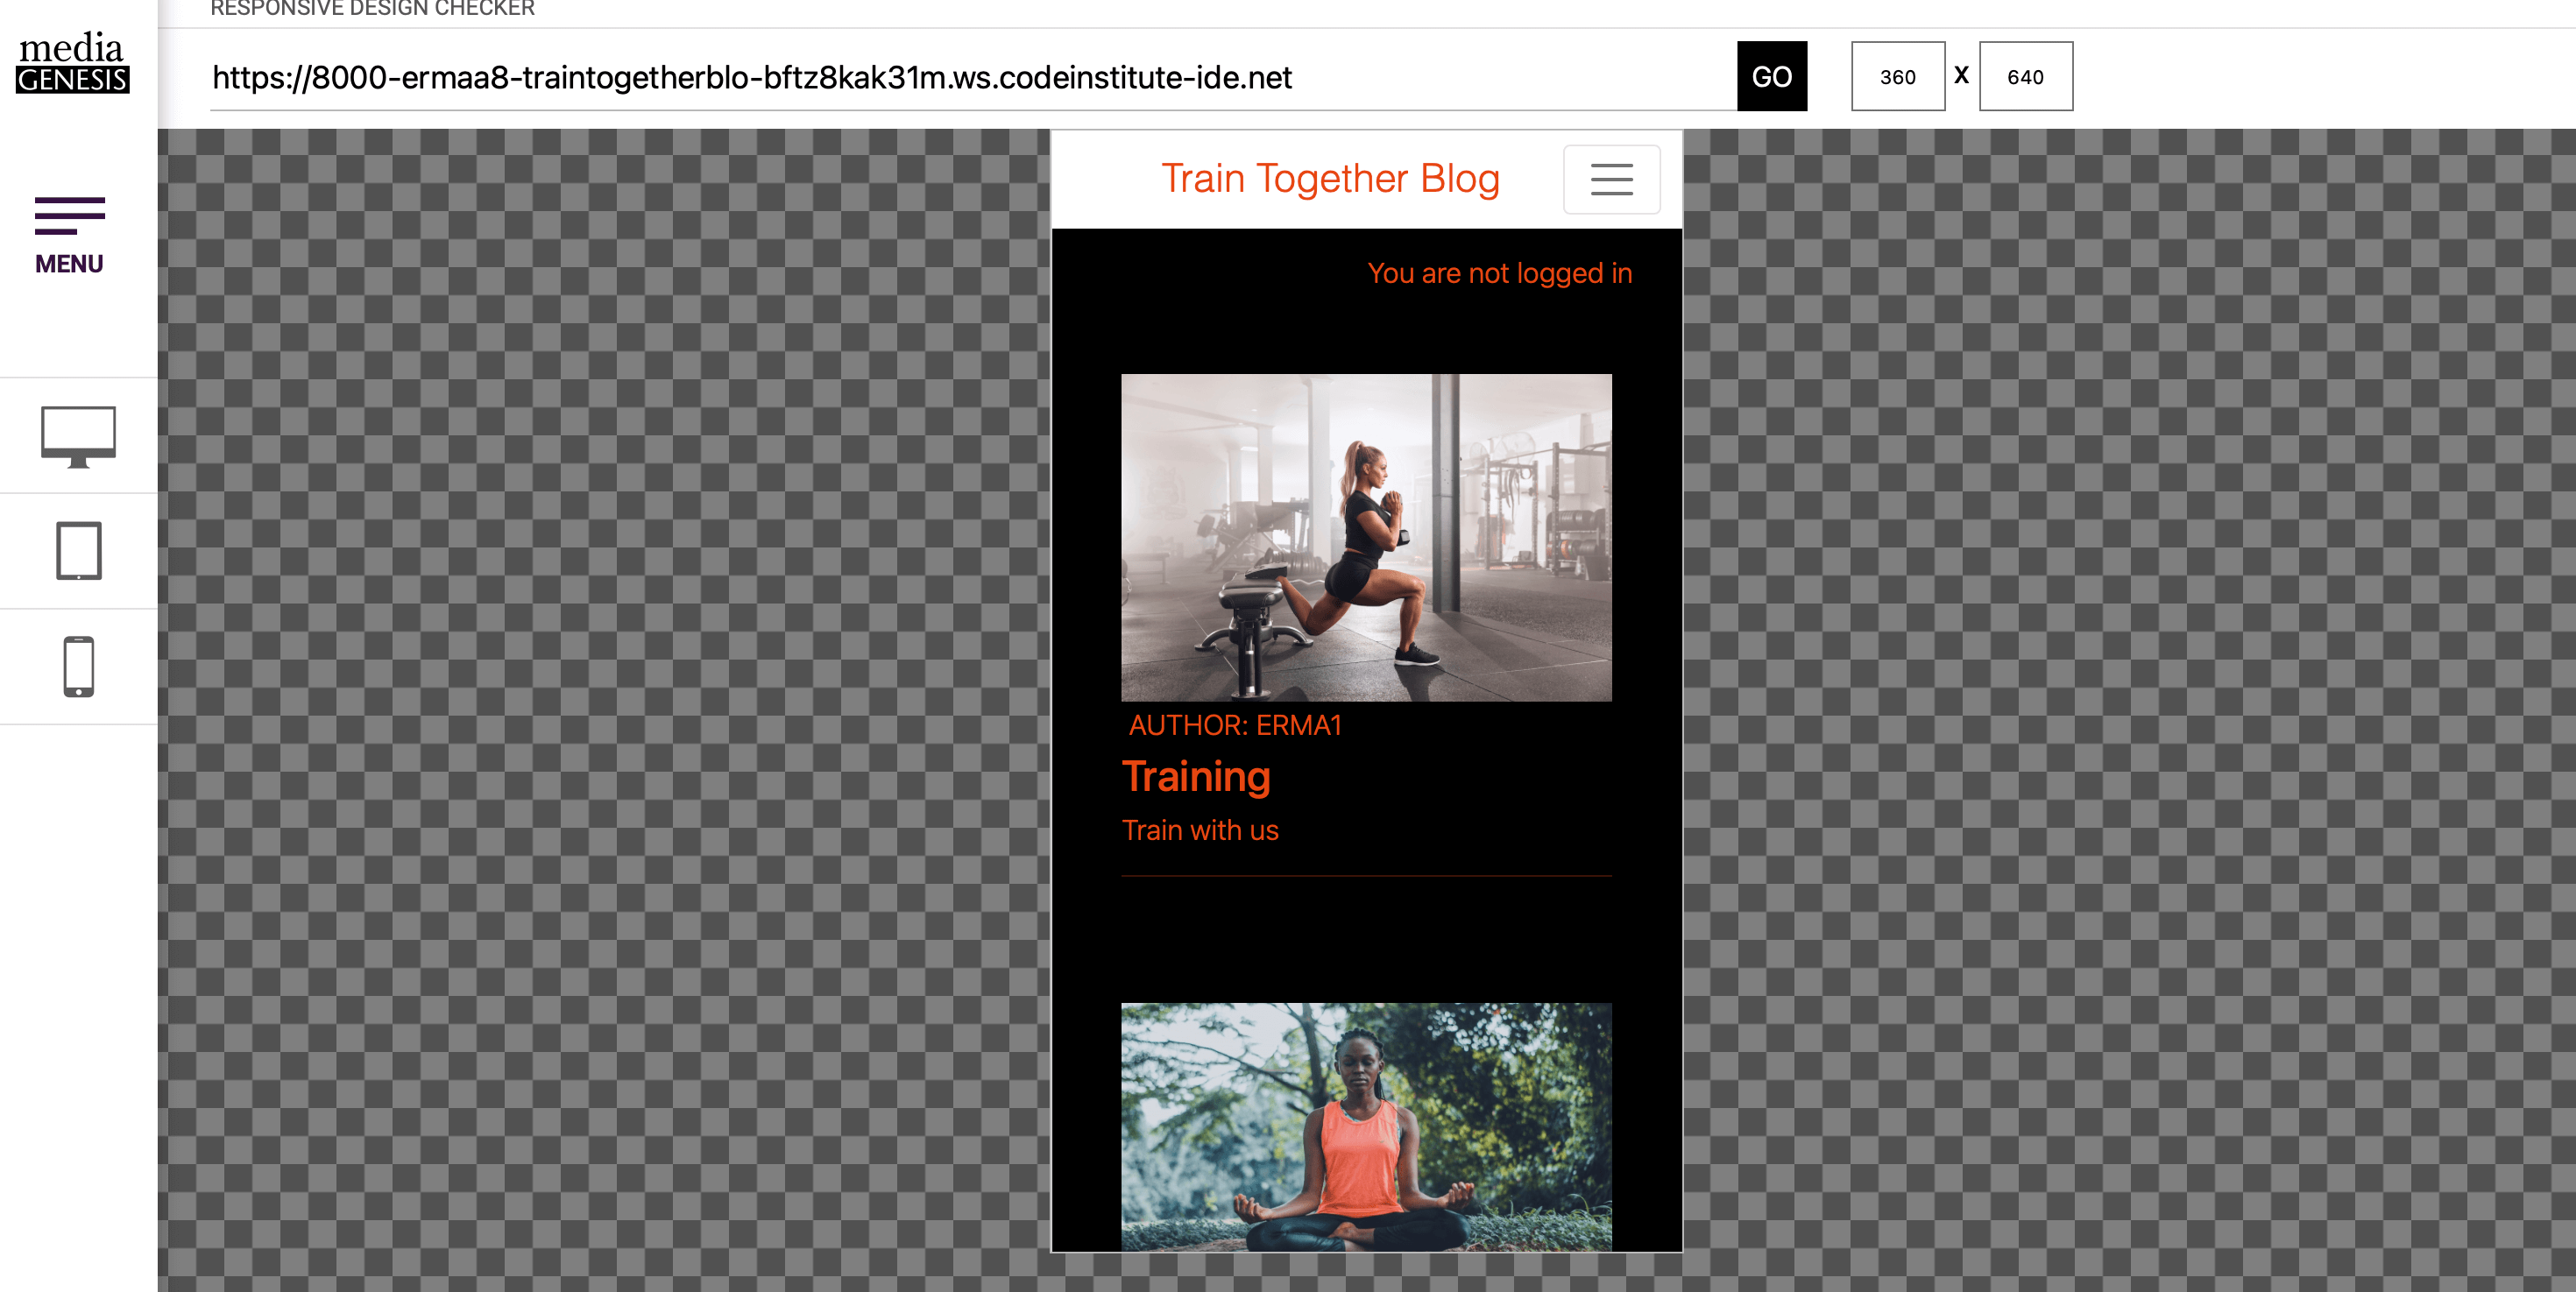 RESPONSIVE DESIGN CHECKER
media
GENESIS
https://8000-ermaa8-traintogetherblo-bftz8kak31m.ws.codeinstitute-ide.net
GO
360 X 640
MENU
Train Together Blog
You are not logged in
AUTHOR: ERMA1
Training
Train with us